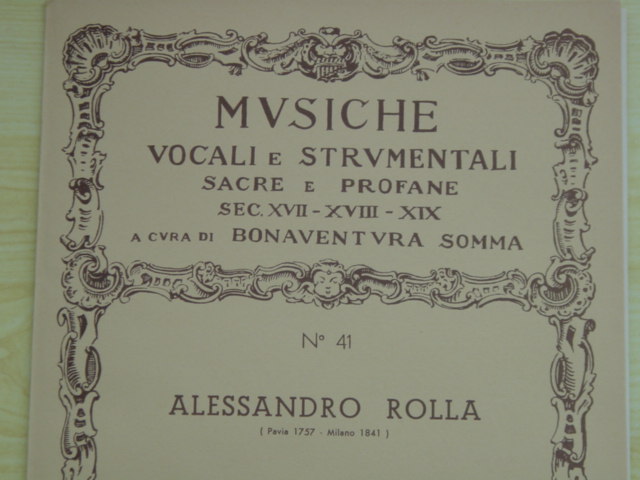 MVSICHE
VOCALI E STRVMENTALI
SACRE E PROFANE
SEC. XVII - XVIII - XIX
A CVRA DI BONAVENTVRA SOMMA
N° 41
ALESSANDRO ROLLA
( Pavia 1757 - Milano 1841 )